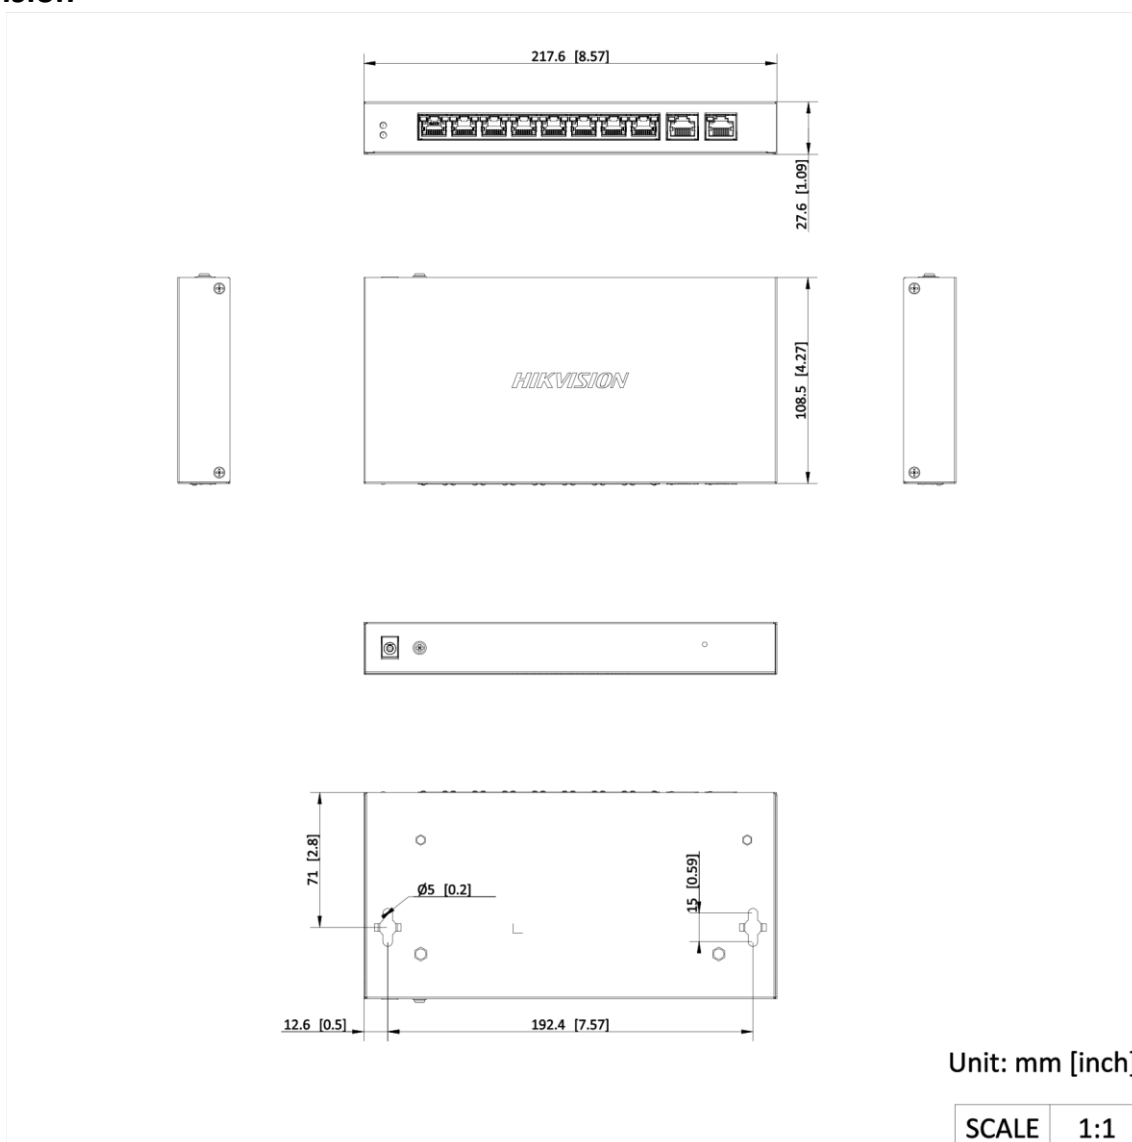 217.6 [8.57]
27.6 [1.09]
HIKVISION
108.5 [4.27]
71 [2.8]
Ø5 [0.2]
15 [0.59]
12.6 [0.5]
192.4 [7.57]
Unit: mm [inch]
SCALE 1:1